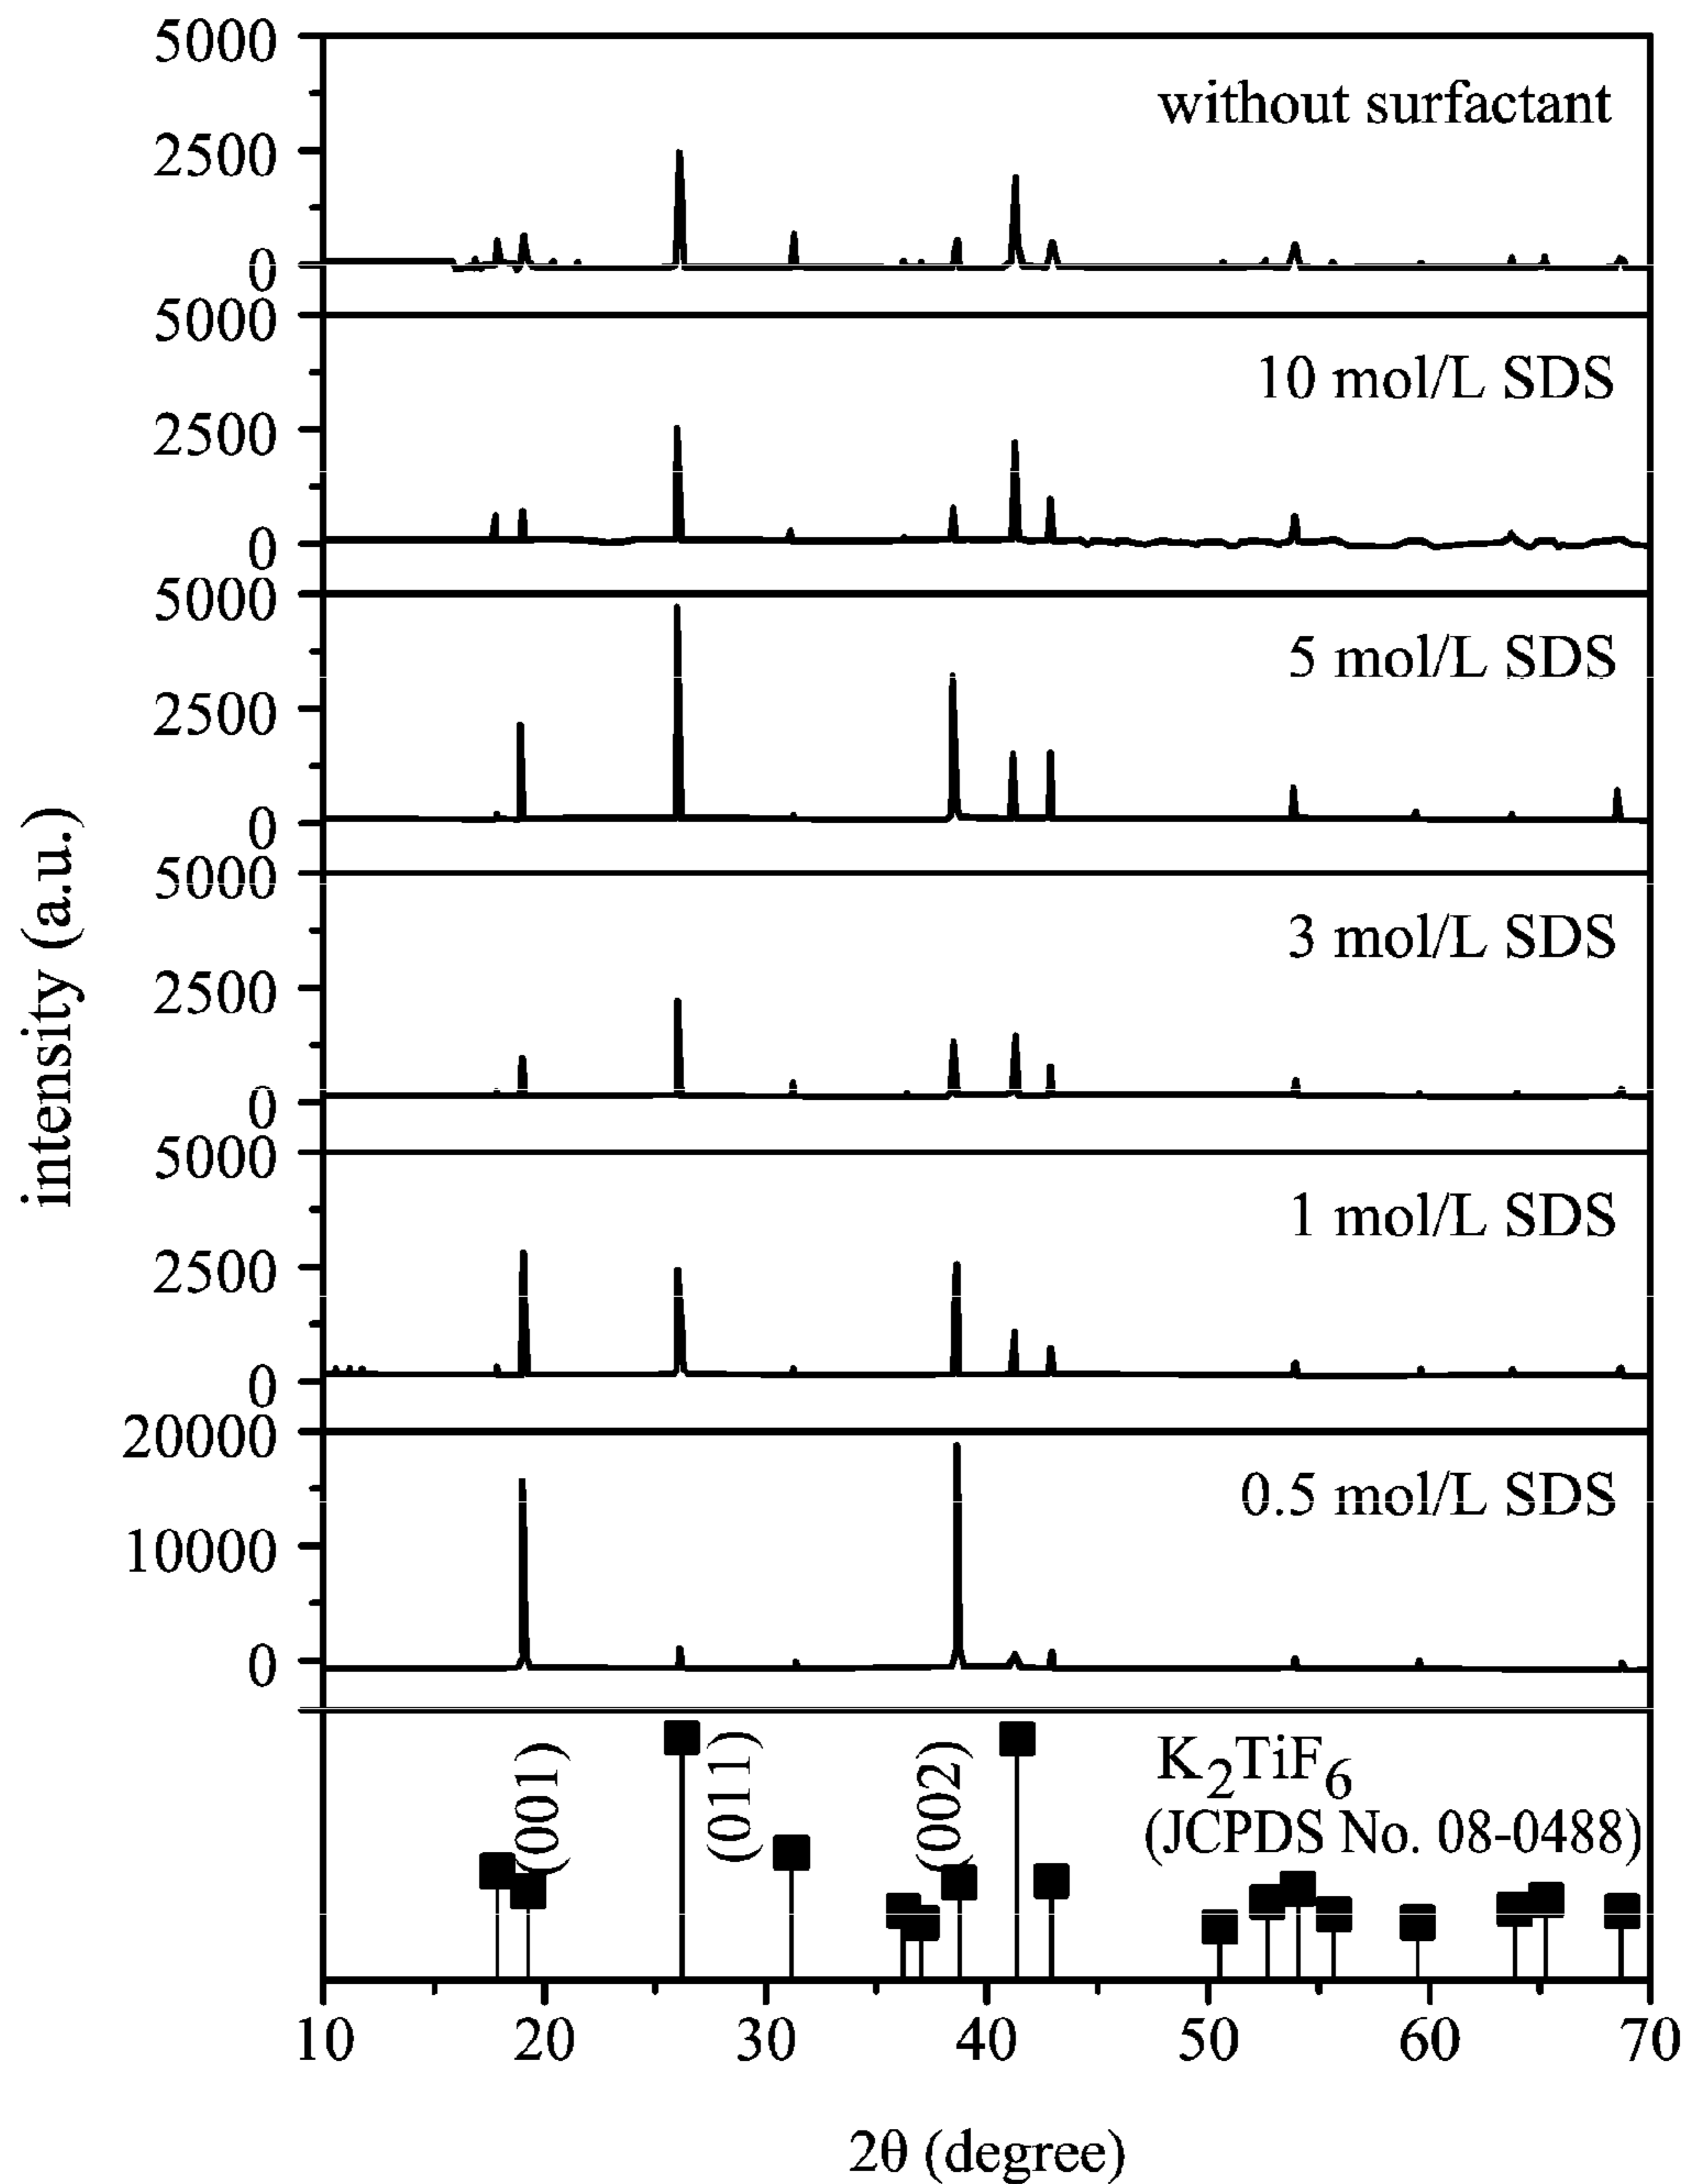 5000
without surfactant
2500
0
5000
10 mol/L SDS
2500
0
5000
5 mol/L SDS
2500
0
5000
3 mol/L SDS
2500
0
5000
1 mol/L SDS
2500
0
20000
0.5 mol/L SDS
10000
0
intensity (a.u.)
(001)
(011)
(002)
K2TiF6
(JCPDS No. 08-0488)
10 20 30 40 50 60 70
2θ (degree)